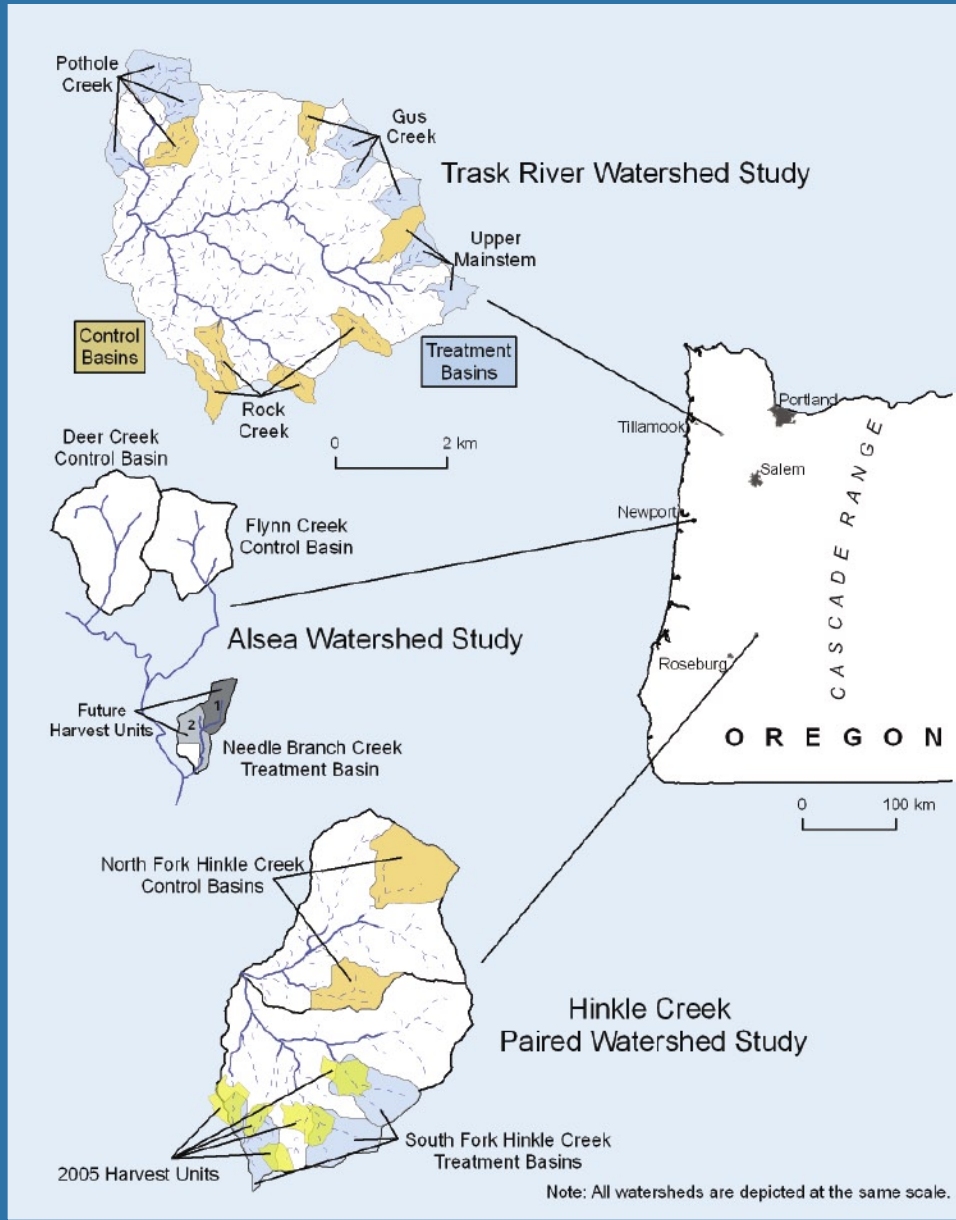 Pothole
Creek
Gus
Creek
Trask River Watershed Study
Upper
Mainstem
Control
Basins
Treatment
Basins
Rock
Creek
0 2 km
Deer Creek
Control Basin
Flynn Creek
Control Basin
Alsea Watershed Study
Future
Harvest Units
1
2
Needle Branch Creek
Treatment Basin
Portland
Tillamook
Salem
Newport
CASCADE RANGE
Roseburg
OREGON
0 100 km
North Fork Hinkle Creek
Control Basins
Hinkle Creek
Paired Watershed Study
South Fork Hinkle Creek
Treatment Basins
2005 Harvest Units
Note: All watersheds are depicted at the same scale.